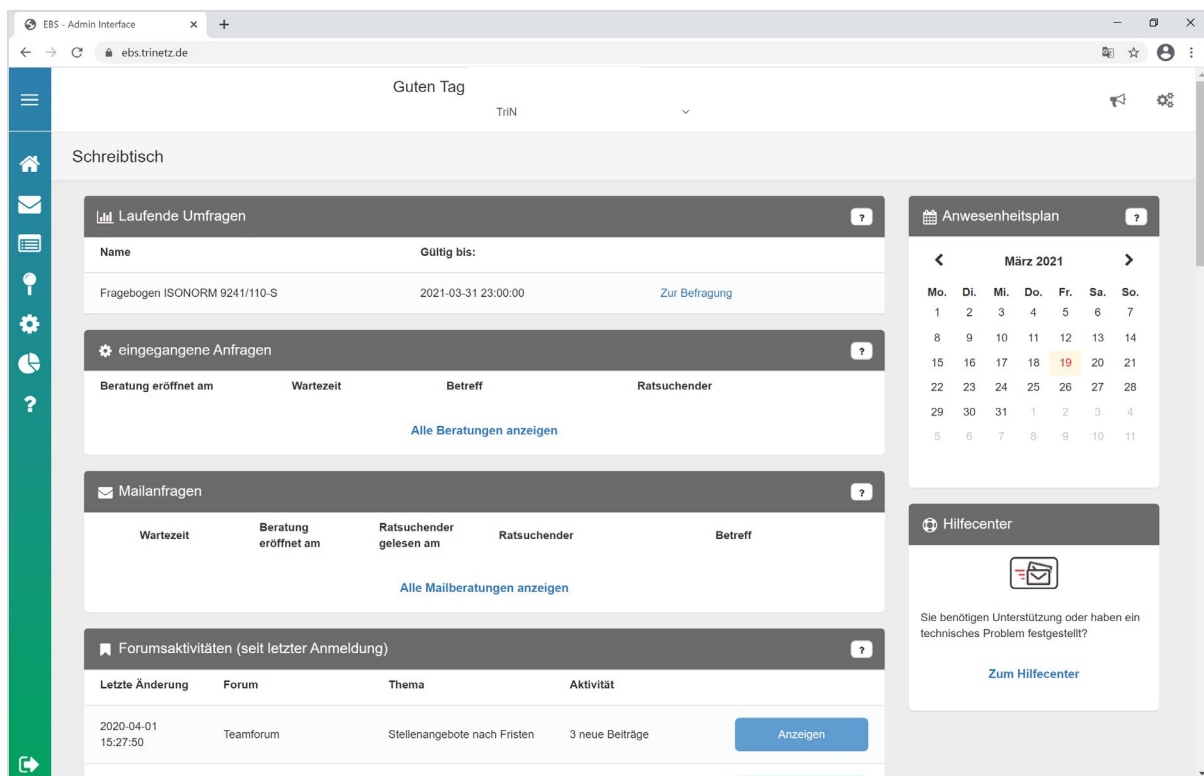 EBS - Admin Interface
ebs.trinetz.de
Guten Tag
TriN
Schreibtisch
Laufende Umfragen ?
Name Gültig bis:
Fragebogen ISONORM 9241/110-S 2021-03-31 23:00:00 Zur Befragung
eingegangene Anfragen ?
Beratung eröffnet am Wartezeit Betreff Ratsuchender
Alle Beratungen anzeigen
Mailanfragen ?
Wartezeit Beratung eröffnet am Ratsuchender gelesen am Ratsuchender Betreff
Alle Mailberatungen anzeigen
Forumsaktivitäten (seit letzter Anmeldung) ?
Letzte Änderung Forum Thema Aktivität
2020-04-01 15:27:50 Teamforum Stellenangebote nach Fristen 3 neue Beiträge Anzeigen
Anwesenheitsplan ?
März 2021
Mo. Di. Mi. Do. Fr. Sa. So.
1 2 3 4 5 6 7
8 9 10 11 12 13 14
15 16 17 18 19 20 21
22 23 24 25 26 27 28
29 30 31 1 2 3 4
5 6 7 8 9 10 11
Hilfecenter
Sie benötigen Unterstützung oder haben ein
technisches Problem festgestellt?
Zum Hilfecenter